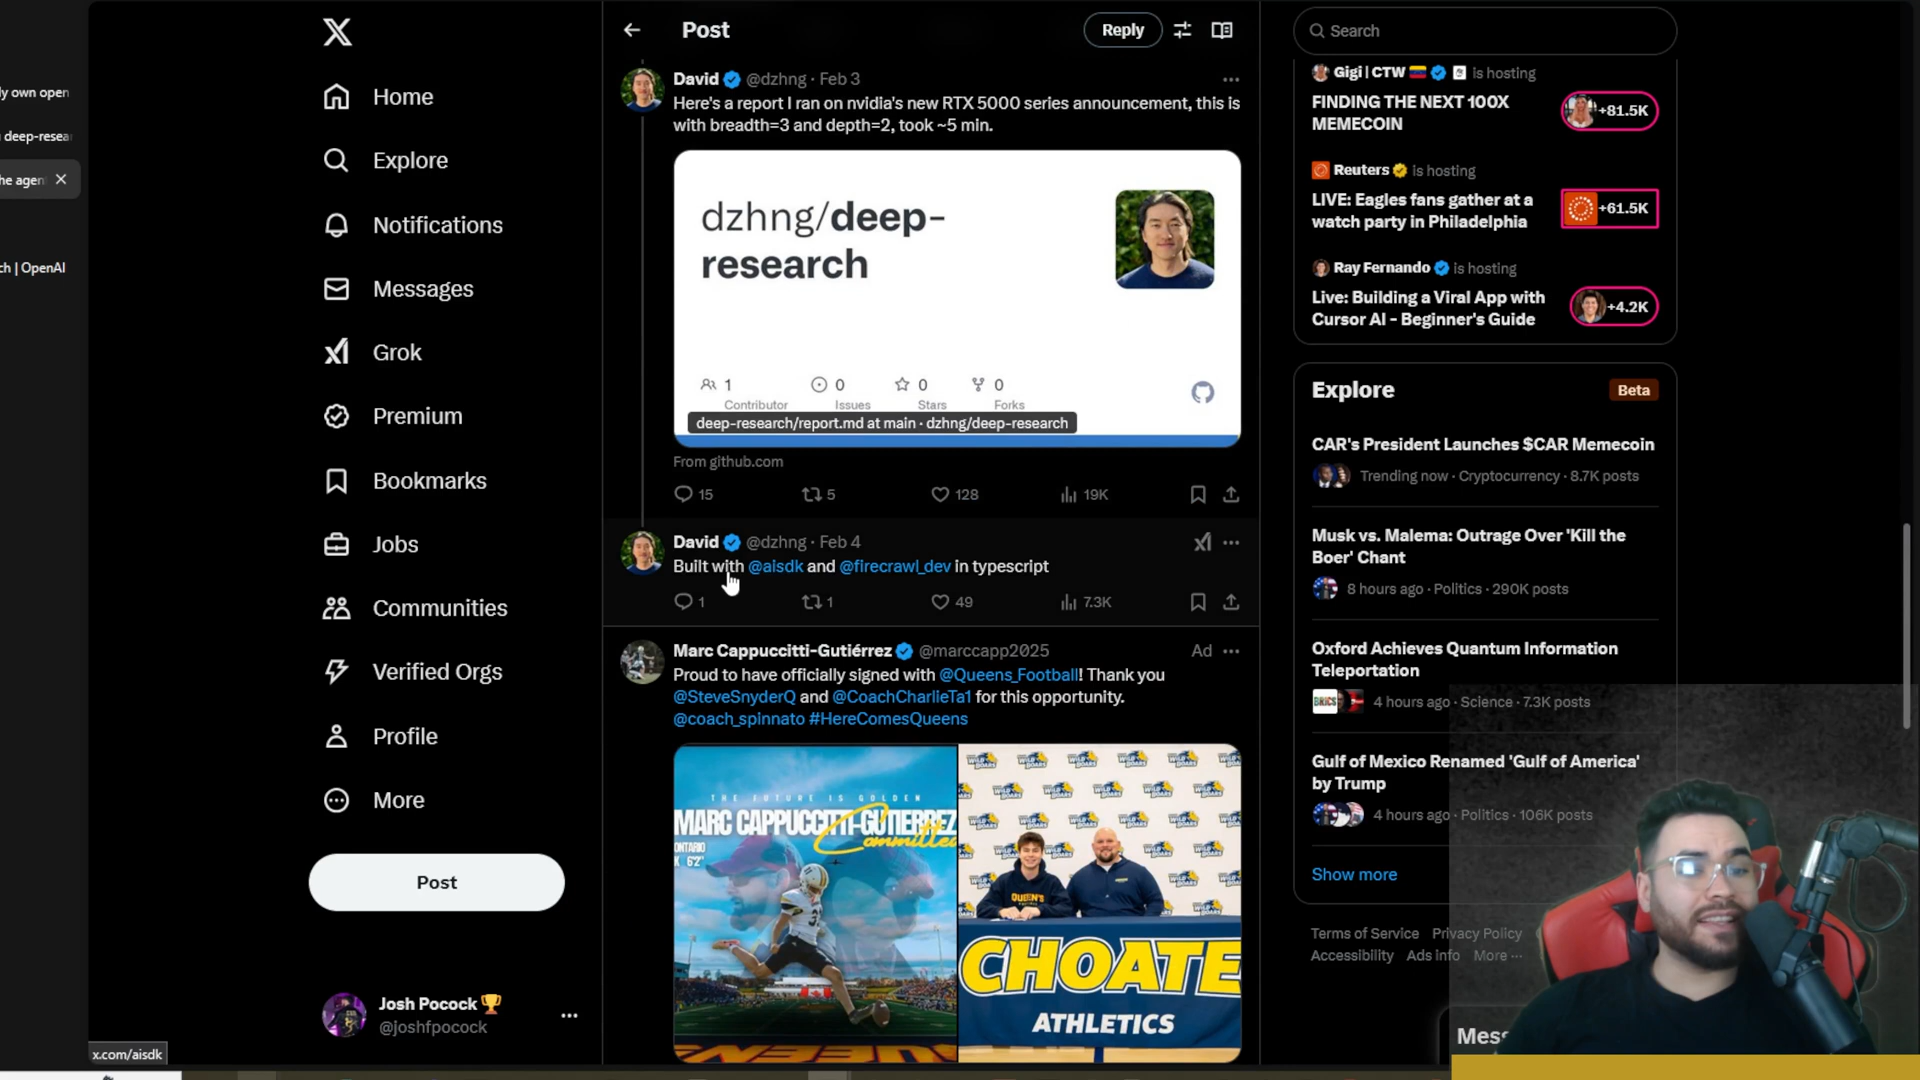 ly own open
deep-resea
he agen
ch | OpenAI
Home
Explore
Notifications
Messages
Grok
Premium
Bookmarks
Jobs
Communities
Verified Orgs
Profile
More
Post
Josh Pocock🏆
@joshfpocock
x.com/aisdk
Post
Reply
David @dzhng · Feb 3
Here's a report I ran on nvidia's new RTX 5000 series announcement, this is
with breadth=3 and depth=2, took ~5 min.
dzhng/deep-
research
1 0 0 0
Contributor Issues Stars Forks
deep-research/report.md at main · dzhng/deep-research
From github.com
15 5 128 19K
David @dzhng · Feb 4
Built with @aisdk and @firecrawl_dev in typescript
1 1 49 7.3K
Marc Cappuccitti-Gutiérrez @marccapp2025 Ad
Proud to have officially signed with @Queens_Football! Thank you
@SteveSnyderQ and @CoachCharlieTa1 for this opportunity.
@coach_spinnato #HereComesQueens
THE FUTURE IS GOLDEN
MARC CAPPUCCITTI-GUTIERREZ
Committed
ONTARIO
K 6'2"
QUEEN'S
CHOATE
ATHLETICS
Search
Gigi | CTW 🇻🇪 is hosting
FINDING THE NEXT 100X
MEMECOIN
+81.5K
Reuters is hosting
LIVE: Eagles fans gather at a
watch party in Philadelphia
+61.5K
Ray Fernando is hosting
Live: Building a Viral App with
Cursor AI - Beginner's Guide
+4.2K
Explore
Beta
CAR's President Launches $CAR Memecoin
Trending now · Cryptocurrency · 8.7K posts
Musk vs. Malema: Outrage Over 'Kill the
Boer' Chant
8 hours ago · Politics · 290K posts
Oxford Achieves Quantum Information
Teleportation
BRICS
4 hours ago · Science · 7.3K posts
Gulf of Mexico Renamed 'Gulf of America'
by Trump
4 hours ago · Politics · 106K posts
Show more
Terms of Service Privacy Policy
Accessibility Ads info More ...
Mess